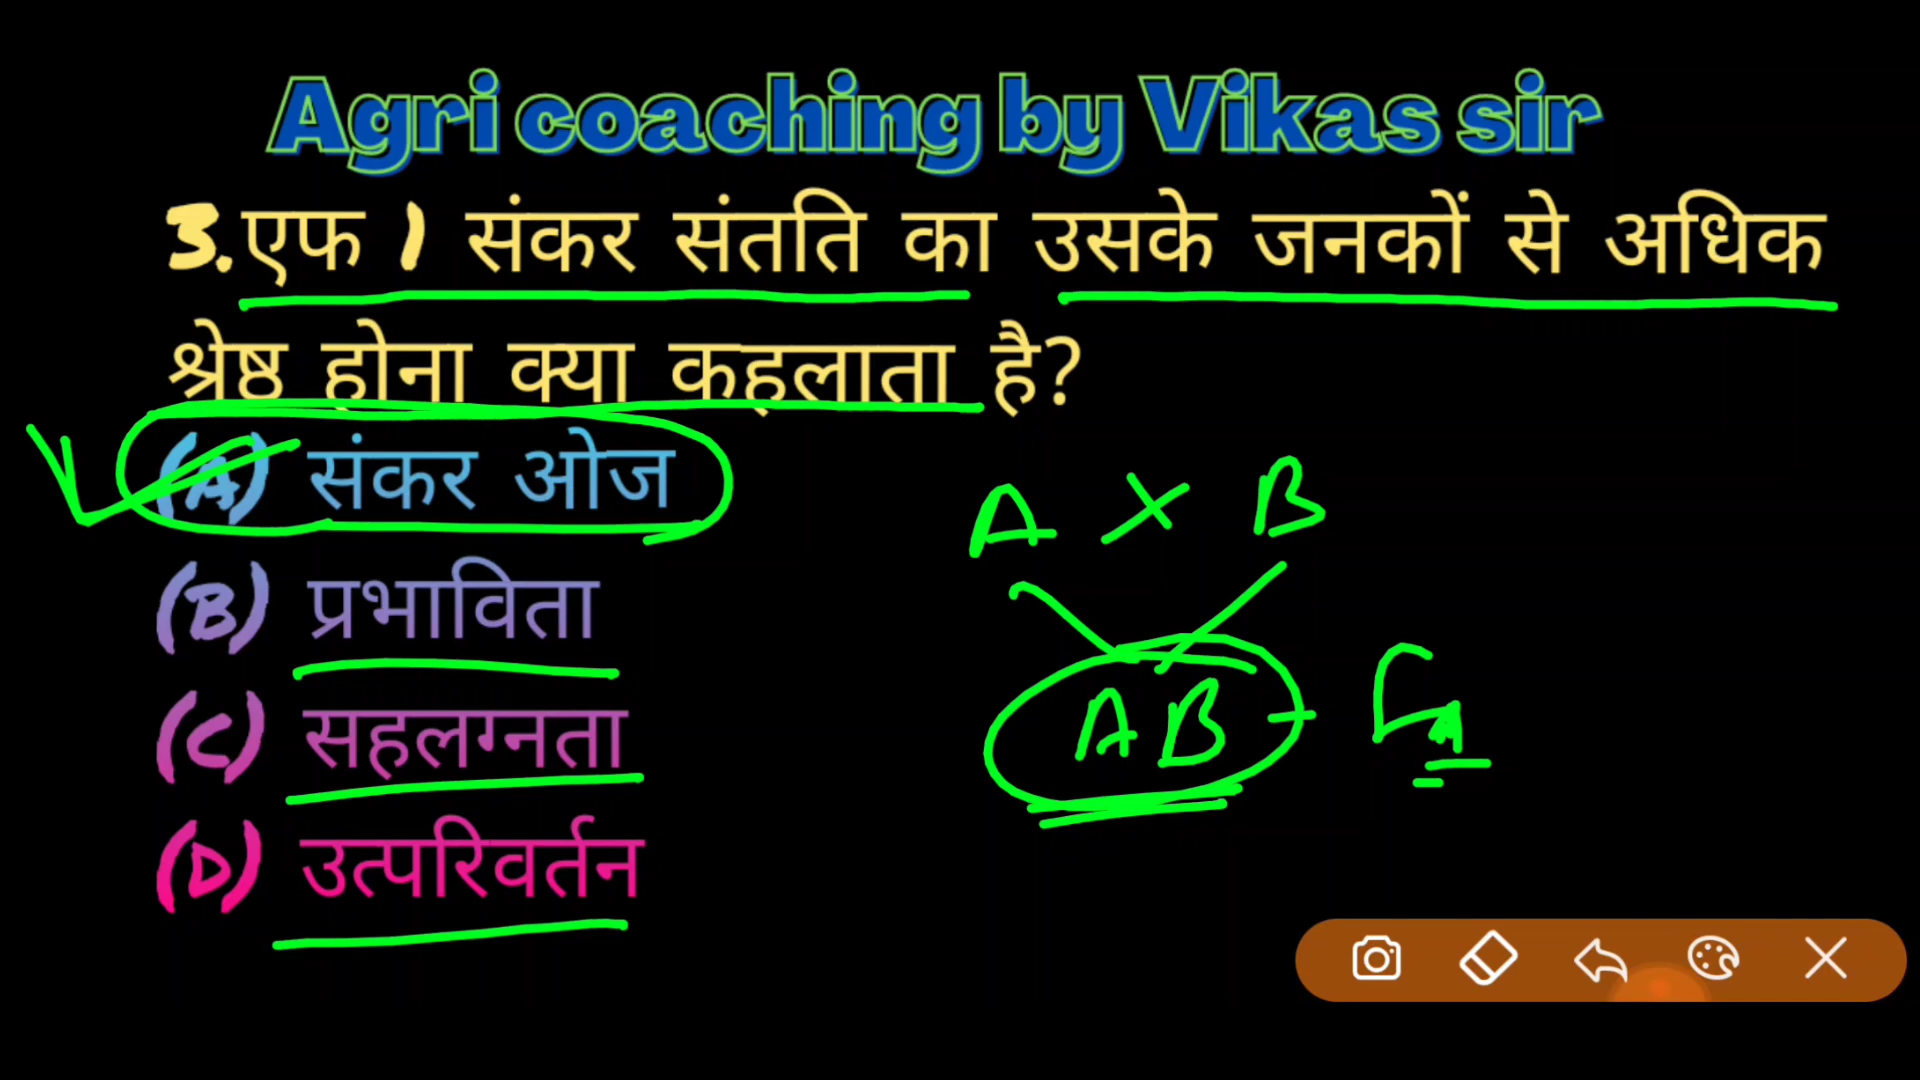 Agri coaching by Vikas sir
3.एफ 1 संकर संतति का उसके जनकों से अधिक
श्रेष्ठ होना क्या कहलाता है?
(A) संकर ओज
A X B
(B) प्रभाविता
(C) सहलग्नता
AB - F1
(D) उत्परिवर्तन